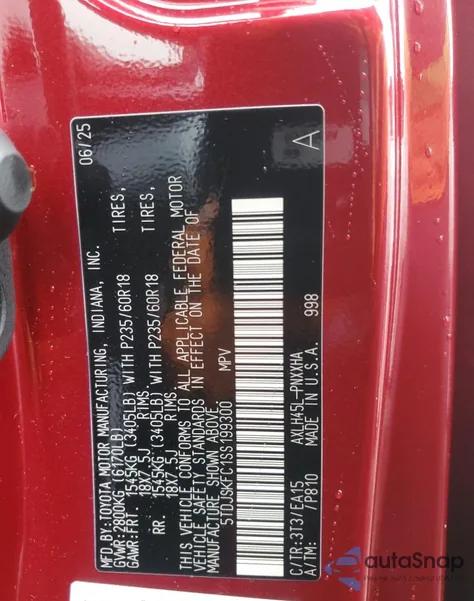 MFD. BY: TOYOTA MOTOR MANUFACTURING, INDIANA, INC. 06/25
GVWR: 2800KG (6170LB)
GAWR: FRT. 1545KG (3405LB) WITH P235/60R18 TIRES,
18X7.5J RIMS
RR. 1545KG (3405LB) WITH P235/60R18 TIRES,
18X7.5J RIMS
THIS VEHICLE CONFORMS TO ALL APPLICABLE FEDERAL MOTOR
VEHICLE SAFETY STANDARDS IN EFFECT ON THE DATE OF
MANUFACTURE SHOWN ABOVE.
5TDJSKFC1SS199300 MPV
998
C/TR: 3T3/EA15 AXLH45L-PNXXHA
A/TM: /P810 MADE IN U.S.A.
A
autoSnap